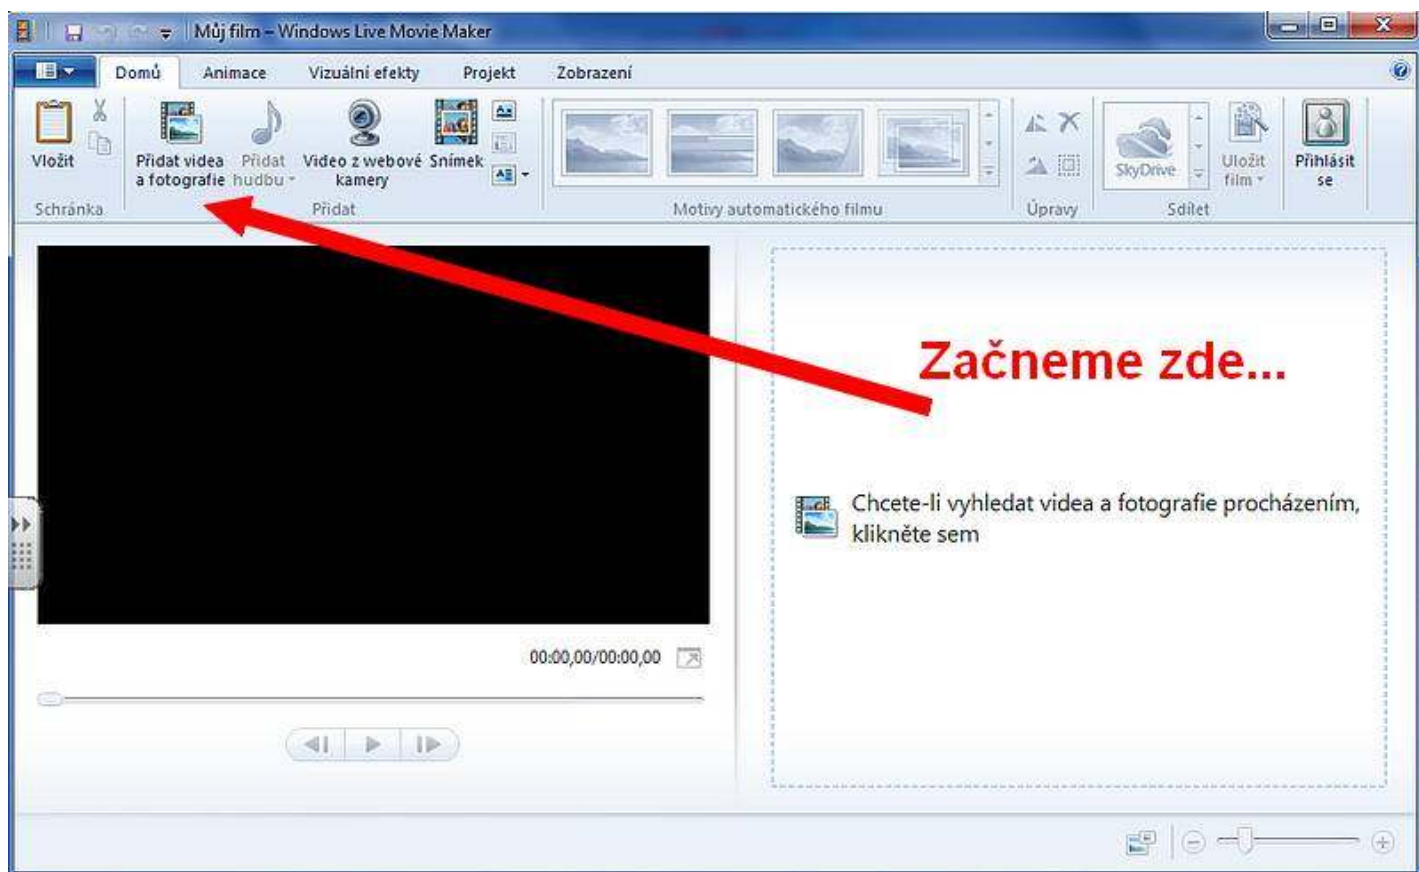 Můj film – Windows Live Movie Maker
Domů Animace Vizuální efekty Projekt Zobrazení
Vložit
Přidat videa
a fotografie
Přidat
hudbu
Video z webové
kamery
Snímek
SkyDrive
Uložit
film
Přihlásit
se
Schránka Přidat Motivy automatického filmu Úpravy Sdílet
Začneme zde...
Chcete-li vyhledat videa a fotografie procházením,
klikněte sem
00:00,00/00:00,00